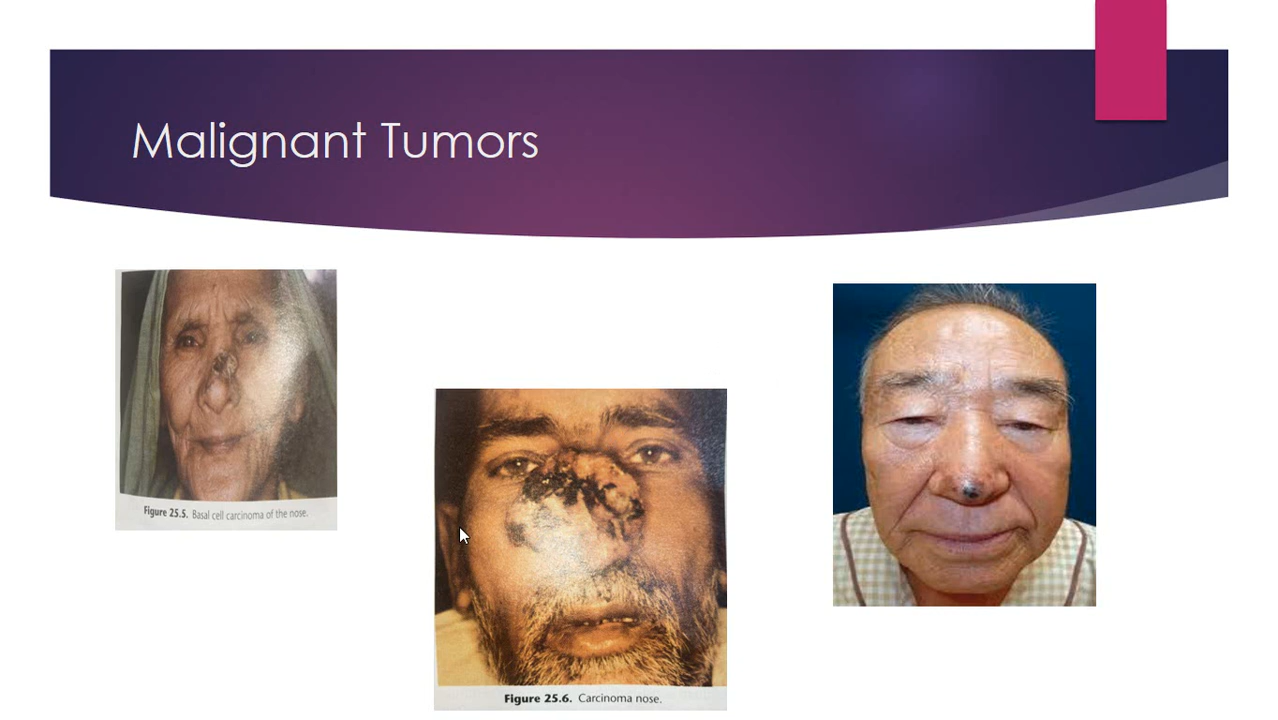 Malignant Tumors
Figure 25.5. Basal cell carcinoma of the nose.
Figure 25.6. Carcinoma nose.